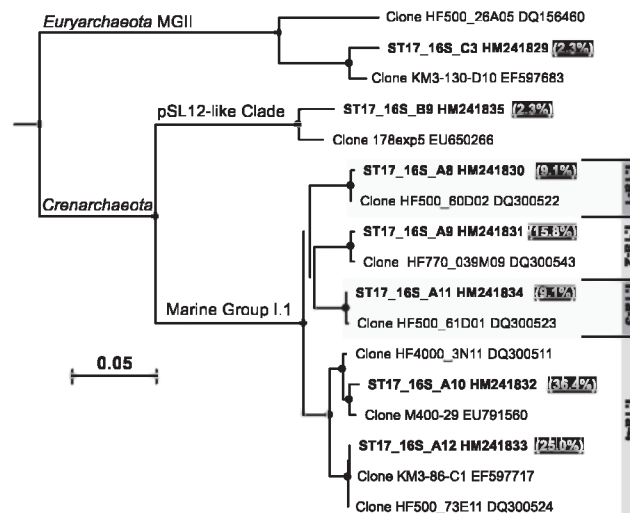 Euryarchaeota MGII
Clone HF500_26A05 DQ156460
ST17_16S_C3 HM241829 (2.3%)
Clone KM3-130-D10 EF597683
pSL12-like Clade
ST17_16S_B9 HM241835 (2.3%)
Clone 178exp5 EU650266
ST17_16S_A8 HM241830 (9.1%)
Clone HF500_60D02 DQ300522
Crenarchaeota
ST17_16S_A9 HM241831 (15.8%)
Clone HF770_039M09 DQ300543
ST17_16S_A11 HM241834 (9.1%)
Marine Group I.1
Clone HF500_61D01 DQ300523
Clone HF4000_3N11 DQ300511
0.05
ST17_16S_A10 HM241832 (36.4%)
Clone M400-29 EU791560
ST17_16S_A12 HM241833 (25.0%)
Clone KM3-86-C1 EF597717
Clone HF500_73E11 DQ300524